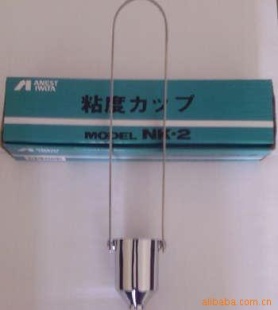 ANEST
IWATA
粘度カップ
MODEL NK-2
alibaba.com.cn